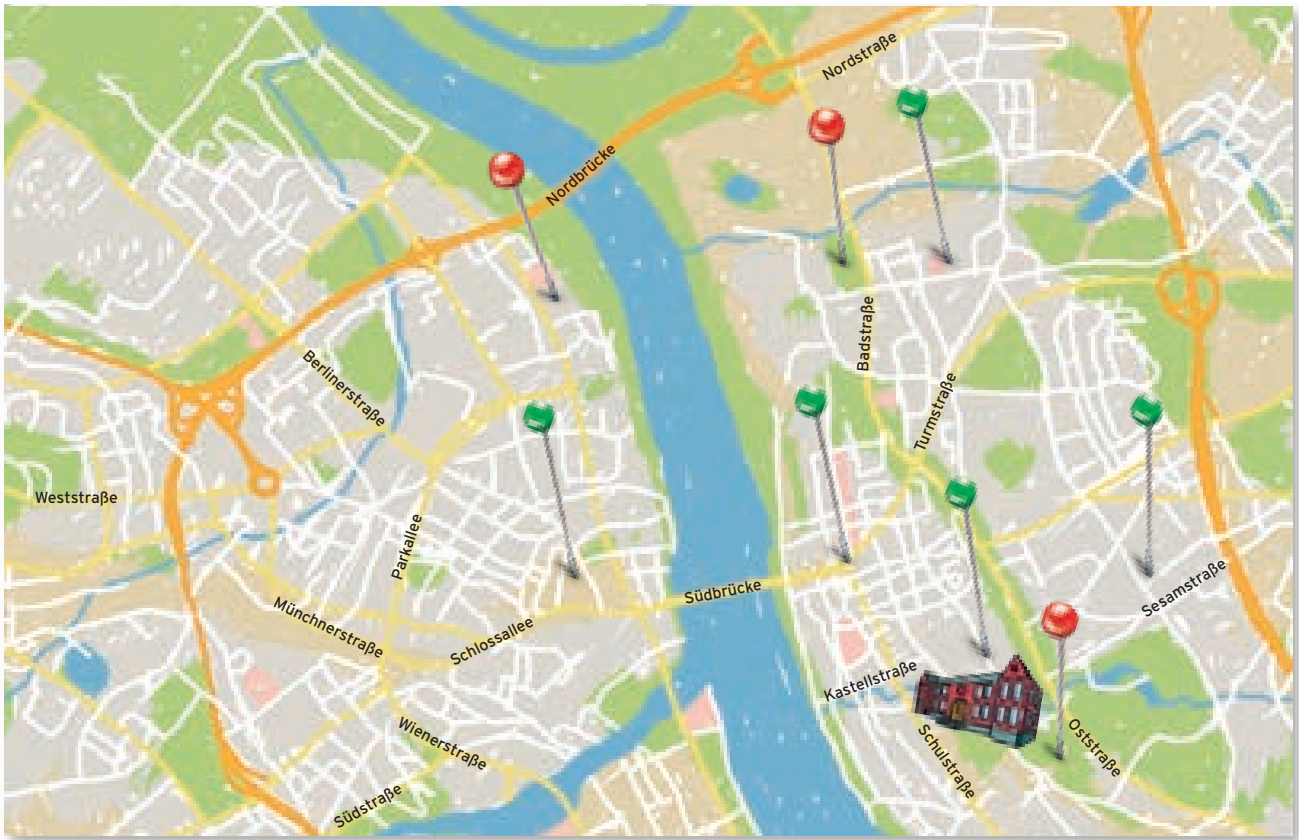 Nordstraße
Nordbrücke
Badstraße
Berlinerstraße
Turmstraße
Weststraße
Parkallee
Südbrücke
Sesamstraße
Münchnerstraße
Schlossallee
Kastellstraße
Wienerstraße
Oststraße
Schulstraße
Südstraße